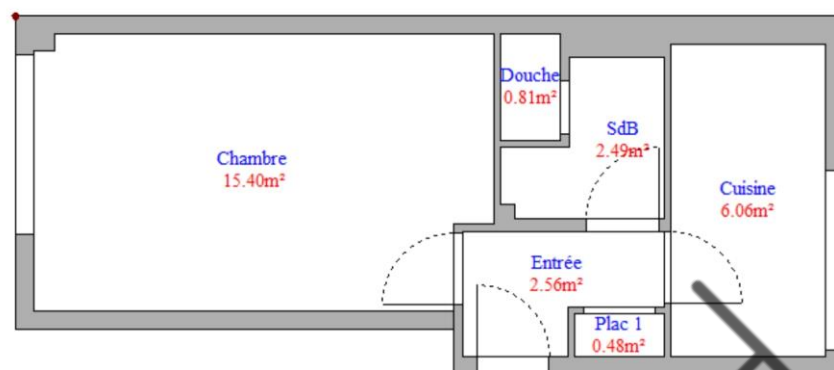 Douche
0.81m²
SdB
2.49m²
Chambre
15.40m²
Cuisine
6.06m²
Entrée
2.56m²
Plac 1
0.48m²